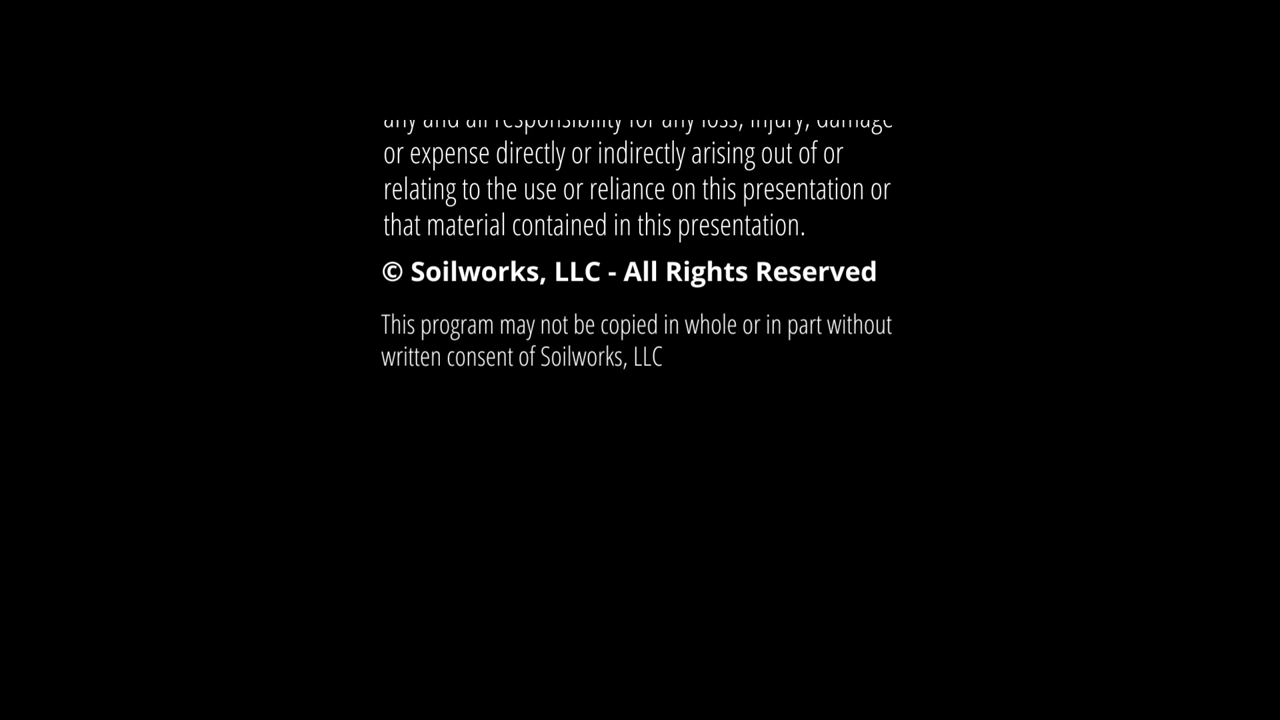 any and all responsibility for any loss, injury, damage
or expense directly or indirectly arising out of or
relating to the use or reliance on this presentation or
that material contained in this presentation.
© Soilworks, LLC - All Rights Reserved
This program may not be copied in whole or in part without
written consent of Soilworks, LLC